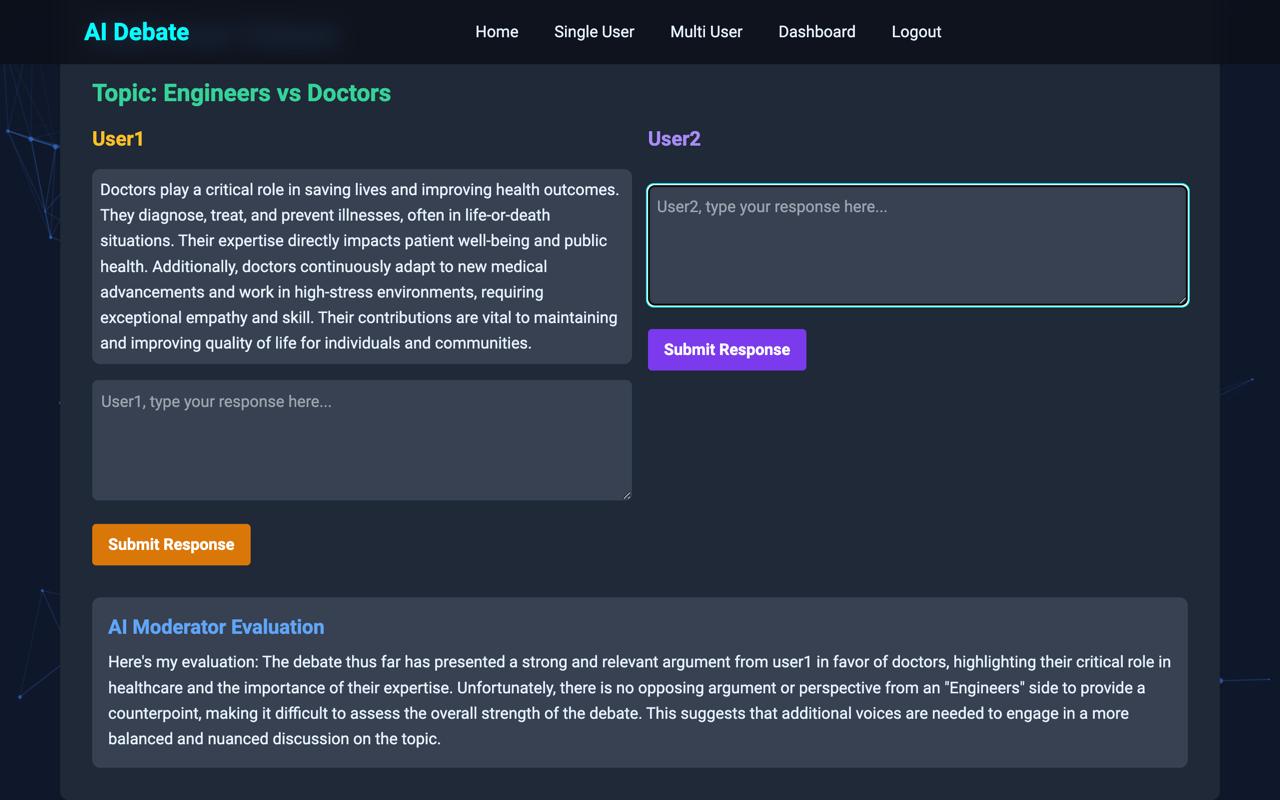 AI Debate
Home Single User Multi User Dashboard Logout
Topic: Engineers vs Doctors
User1
Doctors play a critical role in saving lives and improving health outcomes.
They diagnose, treat, and prevent illnesses, often in life-or-death
situations. Their expertise directly impacts patient well-being and public
health. Additionally, doctors continuously adapt to new medical
advancements and work in high-stress environments, requiring
exceptional empathy and skill. Their contributions are vital to maintaining
and improving quality of life for individuals and communities.
User1, type your response here...
Submit Response
User2
User2, type your response here...
Submit Response
AI Moderator Evaluation
Here's my evaluation: The debate thus far has presented a strong and relevant argument from user1 in favor of doctors, highlighting their critical role in
healthcare and the importance of their expertise. Unfortunately, there is no opposing argument or perspective from an "Engineers" side to provide a
counterpoint, making it difficult to assess the overall strength of the debate. This suggests that additional voices are needed to engage in a more
balanced and nuanced discussion on the topic.